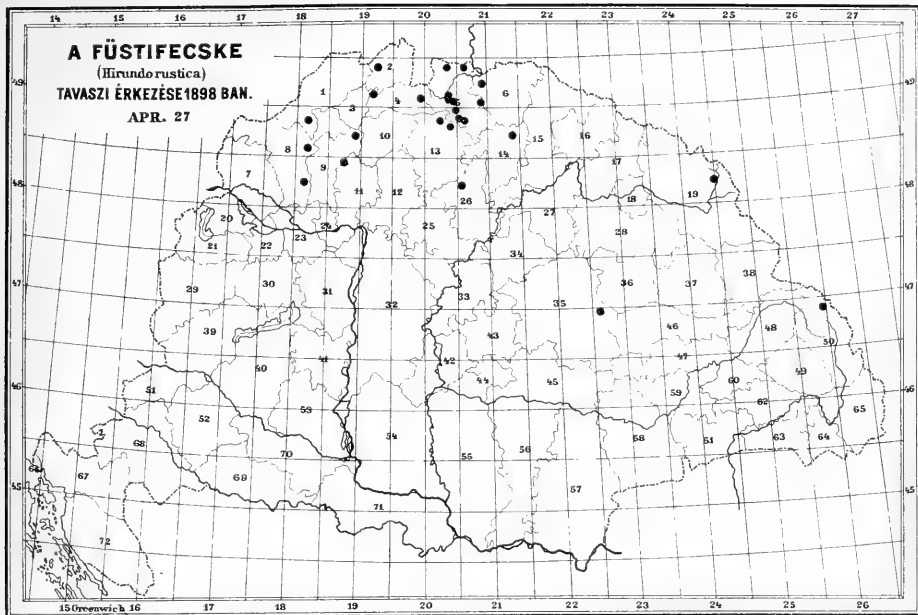 14 15 16 17 18 19 20 21 22 23 24 25 26 27
A FÜSTIFECSKE
(Hirundo rustica)
TAVASZI ÉRKEZÉSE 1898 BAN.
APR. 27
49 49
2
1 3 4 5 6
10 13 14 15 16
8 9 17
7 11 12 26 18 19
48 48
20 27
21 22 23 24 25 28
34 38
47 47
29 30 31 32 33 35 36 37
39 40 41 42 43 46 48 50
44 45 47 49
46 46
51 52 53 54 59 60 62 65
68 70 55 56 58 61 63 64
66 67 69 57
45 45
71
72
15 Greenwich 16 17 18 19 20 21 22 23 24 25 26